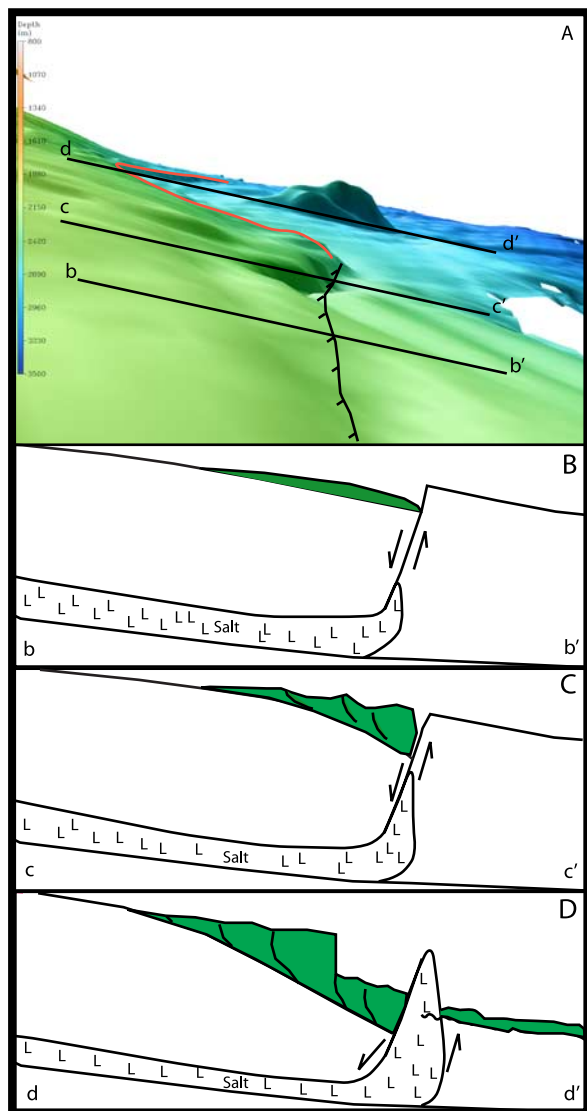 Depth
(m)
A
800
1070
1340
1610
1880
2150
2420
2690
2960
3230
3500
d
c
b
d'
c'
b'
B
L L L L L L L L L Salt L L L L L L L
b
b'
C
L L L L L L L Salt L L L L L L L L
c
c'
D
L L L L L L L Salt L L L L L L L L L L L L
d
d'